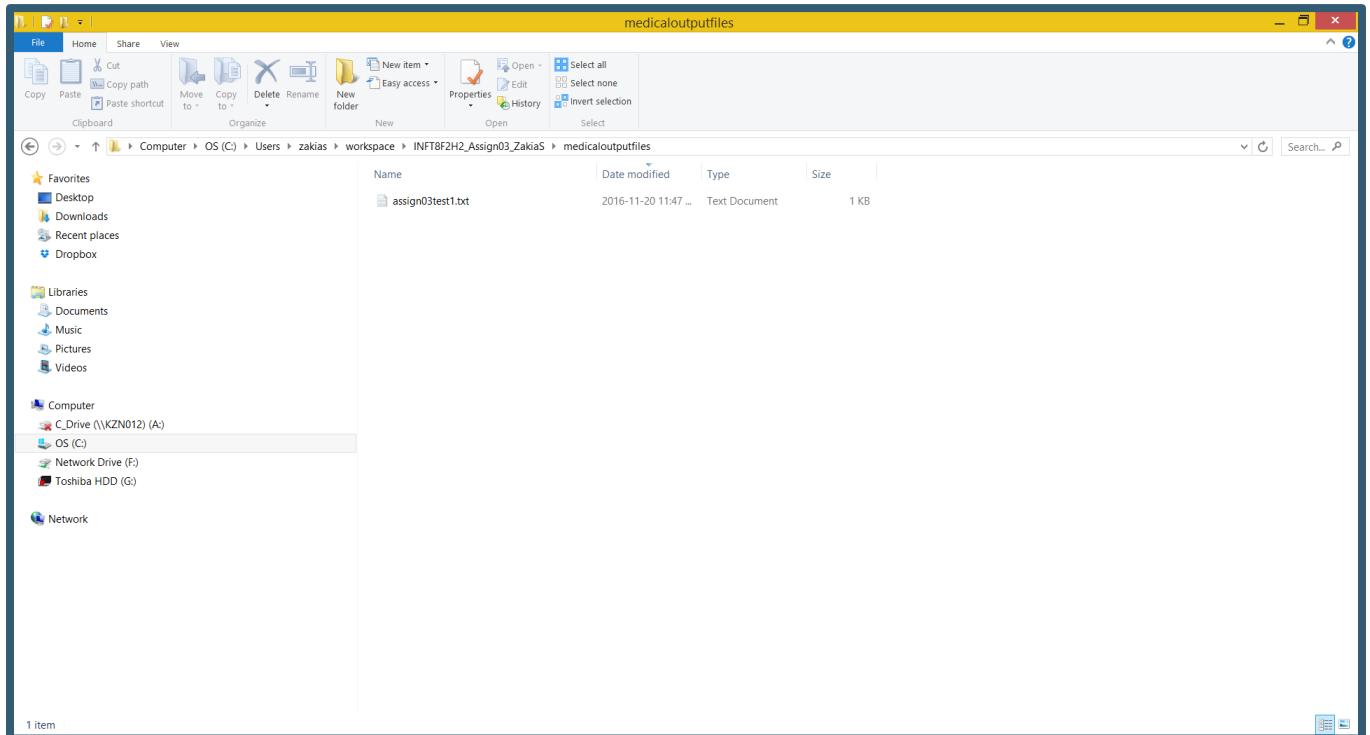 medicaloutputfiles
File Home Share View
Copy Paste Cut Copy path Paste shortcut Move to Copy to Delete Rename New folder New item Easy access Properties Open Edit History Select all Select none Invert selection
Clipboard Organize New Open Select
Computer OS (C:) Users zakias workspace INFT8F2H2_Assign03_ZakiaS medicaloutputfiles Search...
Name Date modified Type Size
assign03test1.txt 2016-11-20 11:47 ... Text Document 1 KB
Favorites
Desktop
Downloads
Recent places
Dropbox
Libraries
Documents
Music
Pictures
Videos
Computer
C_Drive (\\KZN012) (A:)
OS (C:)
Network Drive (F:)
Toshiba HDD (G:)
Network
1 item